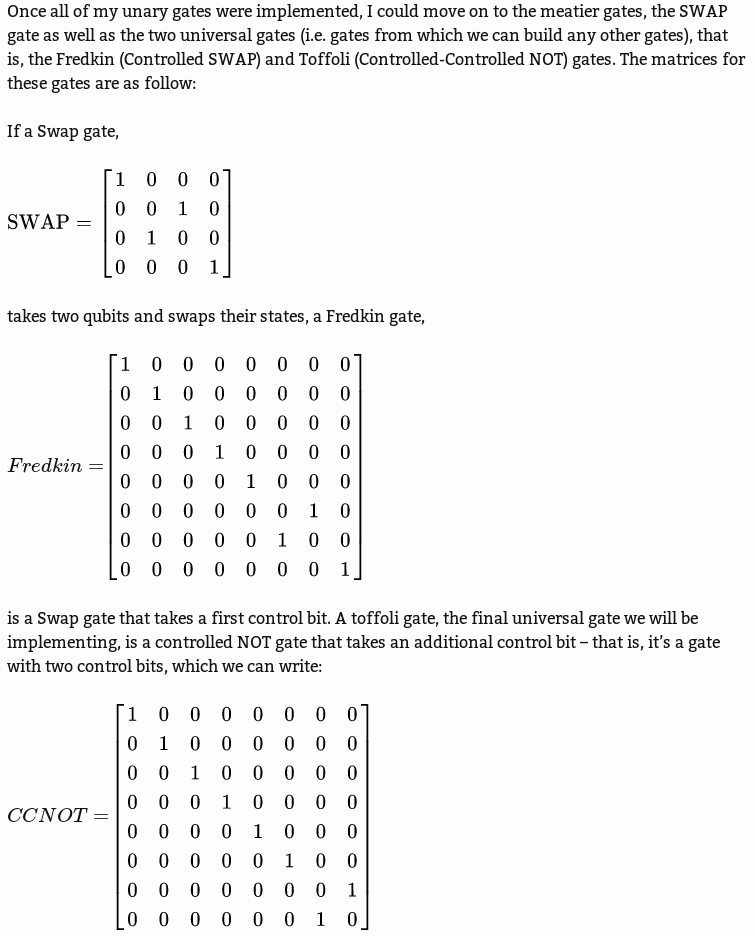 Once all of my unary gates were implemented, I could move on to the meatier gates, the SWAP
gate as well as the two universal gates (i.e. gates from which we can build any other gates), that
is, the Fredkin (Controlled SWAP) and Toffoli (Controlled-Controlled NOT) gates. The matrices for
these gates are as follow:
If a Swap gate,
1 0 0 0
0 0 1 0
SWAP =
0 1 0 0
0 0 0 1
takes two qubits and swaps their states, a Fredkin gate,
1 0 0 0 0 0 0 0
0 1 0 0 0 0 0 0
0 0 1 0 0 0 0 0
0 0 0 1 0 0 0 0
Fredkin =
0 0 0 0 1 0 0 0
0 0 0 0 0 0 1 0
0 0 0 0 0 1 0 0
0 0 0 0 0 0 0 1
is a Swap gate that takes a first control bit. A toffoli gate, the final universal gate we will be
implementing, is a controlled NOT gate that takes an additional control bit – that is, it's a gate
with two control bits, which we can write:
1 0 0 0 0 0 0 0
0 1 0 0 0 0 0 0
0 0 1 0 0 0 0 0
0 0 0 1 0 0 0 0
CCNOT =
0 0 0 0 1 0 0 0
0 0 0 0 0 1 0 0
0 0 0 0 0 0 0 1
0 0 0 0 0 0 1 0